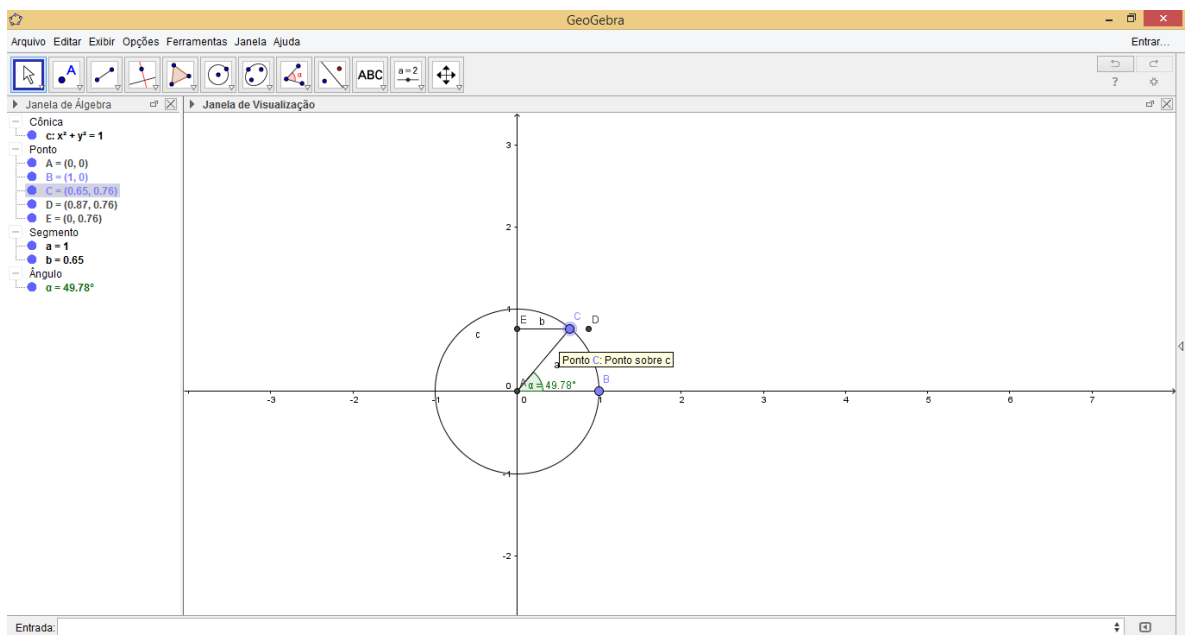 GeoGebra
Arquivo Editar Exibir Opções Ferramentas Janela Ajuda
Entrar...
A
α
ABC
a=2
?
Janela de Álgebra
Janela de Visualização
Cônica
c: x² + y² = 1
Ponto
A = (0, 0)
B = (1, 0)
C = (0.65, 0.76)
D = (0.87, 0.76)
E = (0, 0.76)
Segmento
a = 1
b = 0.65
Ângulo
α = 49.78°
3
2
1
E b C D
c
Ponto C: Ponto sobre c
a
0 A α = 49.78° B
-3 -2 -1 0 1 2 3 4 5 6 7
-1
-2
Entrada: